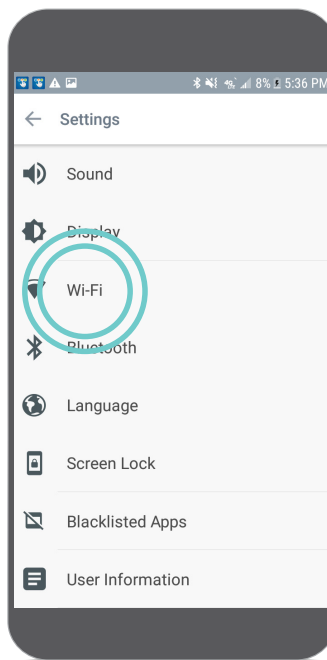 8% 5:36 PM
Settings
Sound
Display
Wi-Fi
Bluetooth
Language
Screen Lock
Blacklisted Apps
User Information